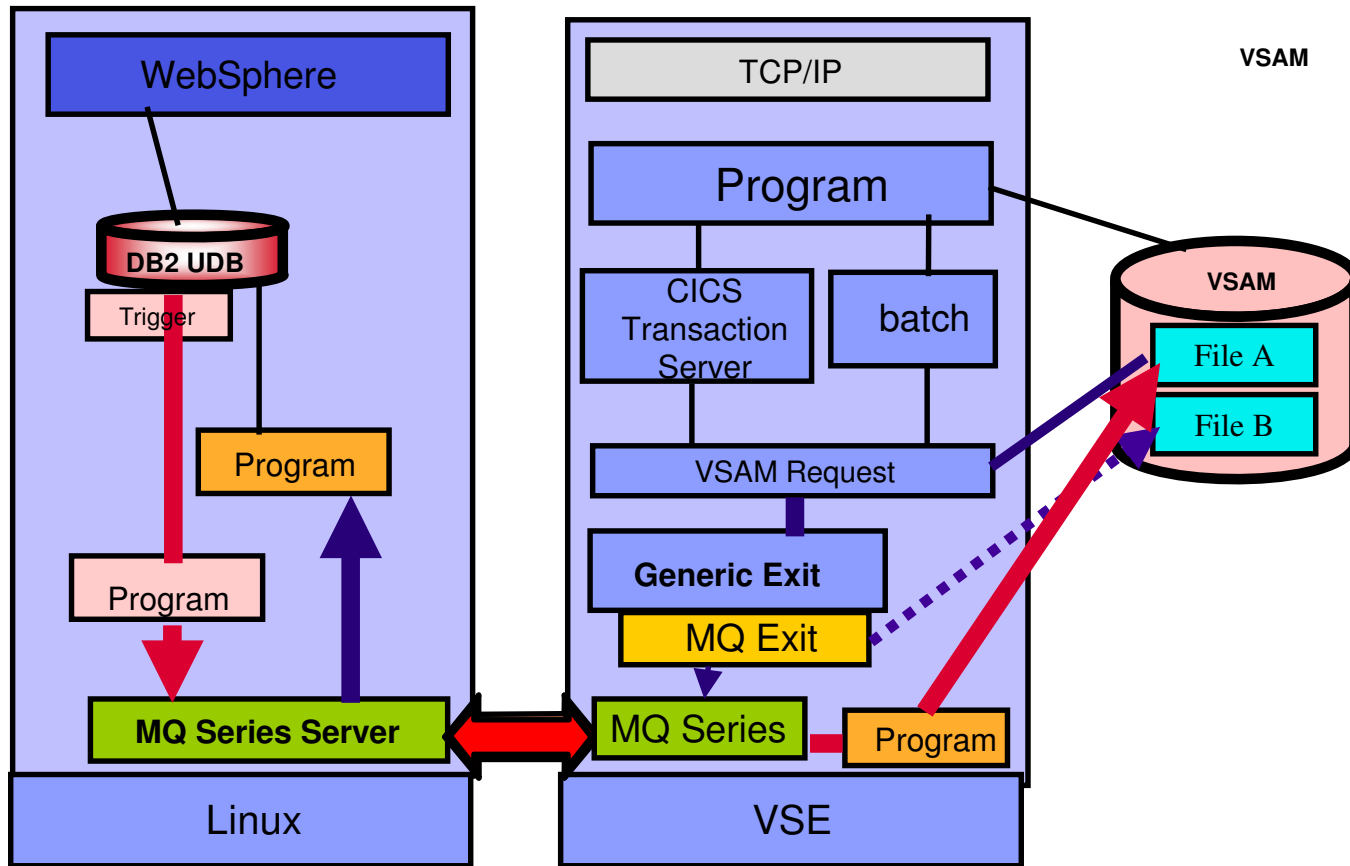 WebSphere
DB2 UDB
Trigger
Program
Program
MQ Series Server
Linux
TCP/IP
Program
CICS
Transaction
Server
batch
VSAM Request
Generic Exit
MQ Exit
MQ Series
Program
VSE
VSAM
VSAM
File A
File B